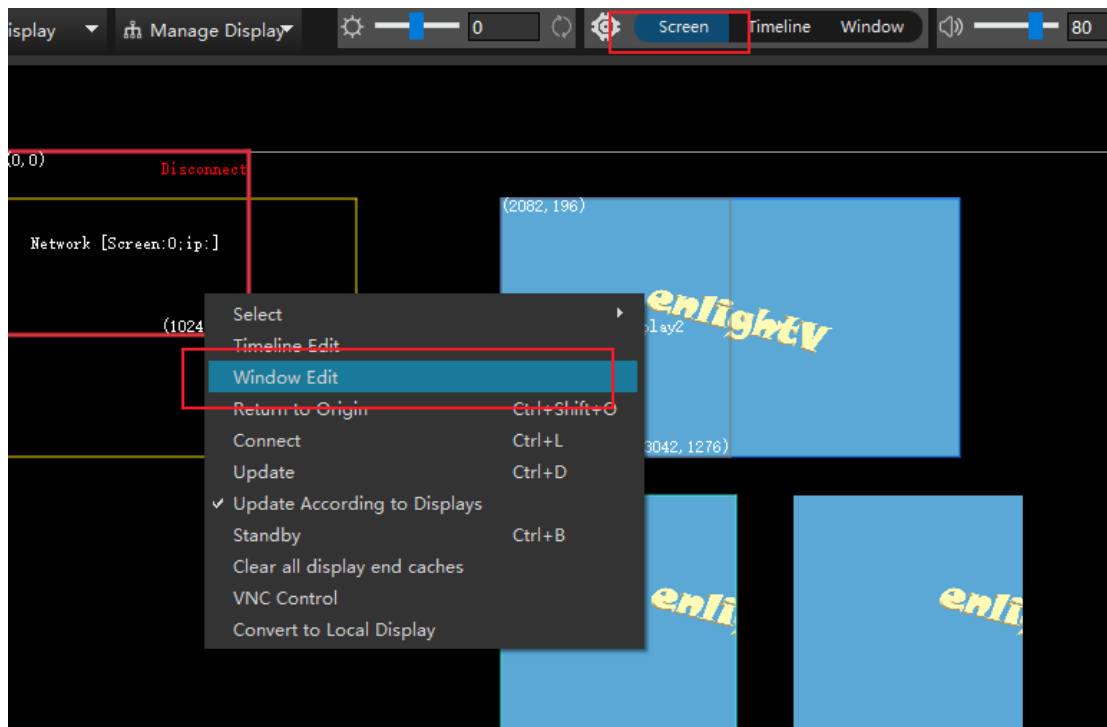 isplay
Manage Display
0
Screen
Timeline
Window
80
(0,0)
Disconnect
Network [Screen:0;ip:]
(1024
(2082,196)
enlightv
play2
3042,1276)
Select
Timeline Edit
Window Edit
Return to Origin Ctrl+Shift+O
Connect Ctrl+L
Update Ctrl+D
Update According to Displays
Standby Ctrl+B
Clear all display end caches
VNC Control
Convert to Local Display
enli
enli